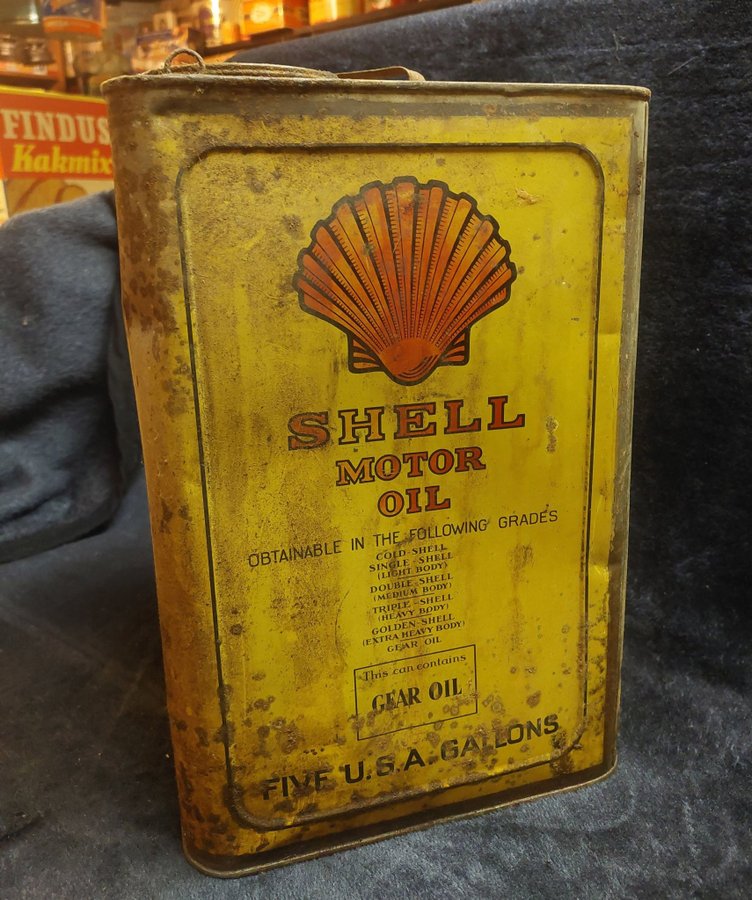 FINDUS
Kakmix
SHELL
MOTOR
OIL
OBTAINABLE IN THE FOLLOWING GRADES
COLD-SHELL
SINGLE-SHELL
(LIGHT BODY)
DOUBLE-SHELL
(MEDIUM BODY)
TRIPLE-SHELL
(HEAVY BODY)
GOLDEN-SHELL
(EXTRA HEAVY BODY)
GEAR OIL
This can contains
GEAR OIL
FIVE U.S.A. GALLONS